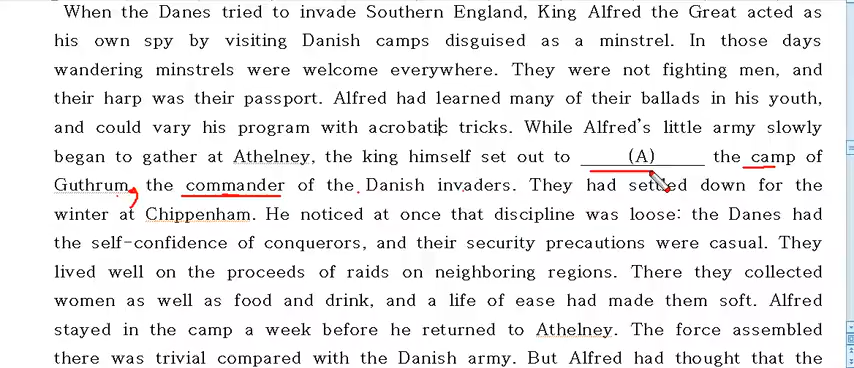 When the Danes tried to invade Southern England, King Alfred the Great acted as
his own spy by visiting Danish camps disguised as a minstrel. In those days
wandering minstrels were welcome everywhere. They were not fighting men, and
their harp was their passport. Alfred had learned many of their ballads in his youth,
and could vary his program with acrobatic tricks. While Alfred's little army slowly
began to gather at Athelney, the king himself set out to (A) the camp of
Guthrum, the commander of the Danish invaders. They had settled down for the
winter at Chippenham. He noticed at once that discipline was loose: the Danes had
the self-confidence of conquerors, and their security precautions were casual. They
lived well on the proceeds of raids on neighboring regions. There they collected
women as well as food and drink, and a life of ease had made them soft. Alfred
stayed in the camp a week before he returned to Athelney. The force assembled
there was trivial compared with the Danish army. But Alfred had thought that the